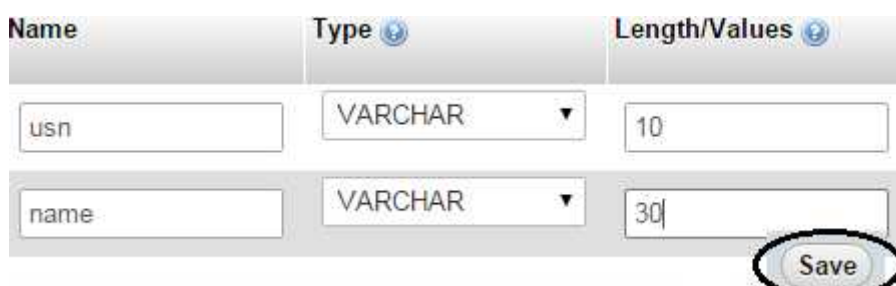 Name Type Length/Values
usn VARCHAR 10
name VARCHAR 30
Save